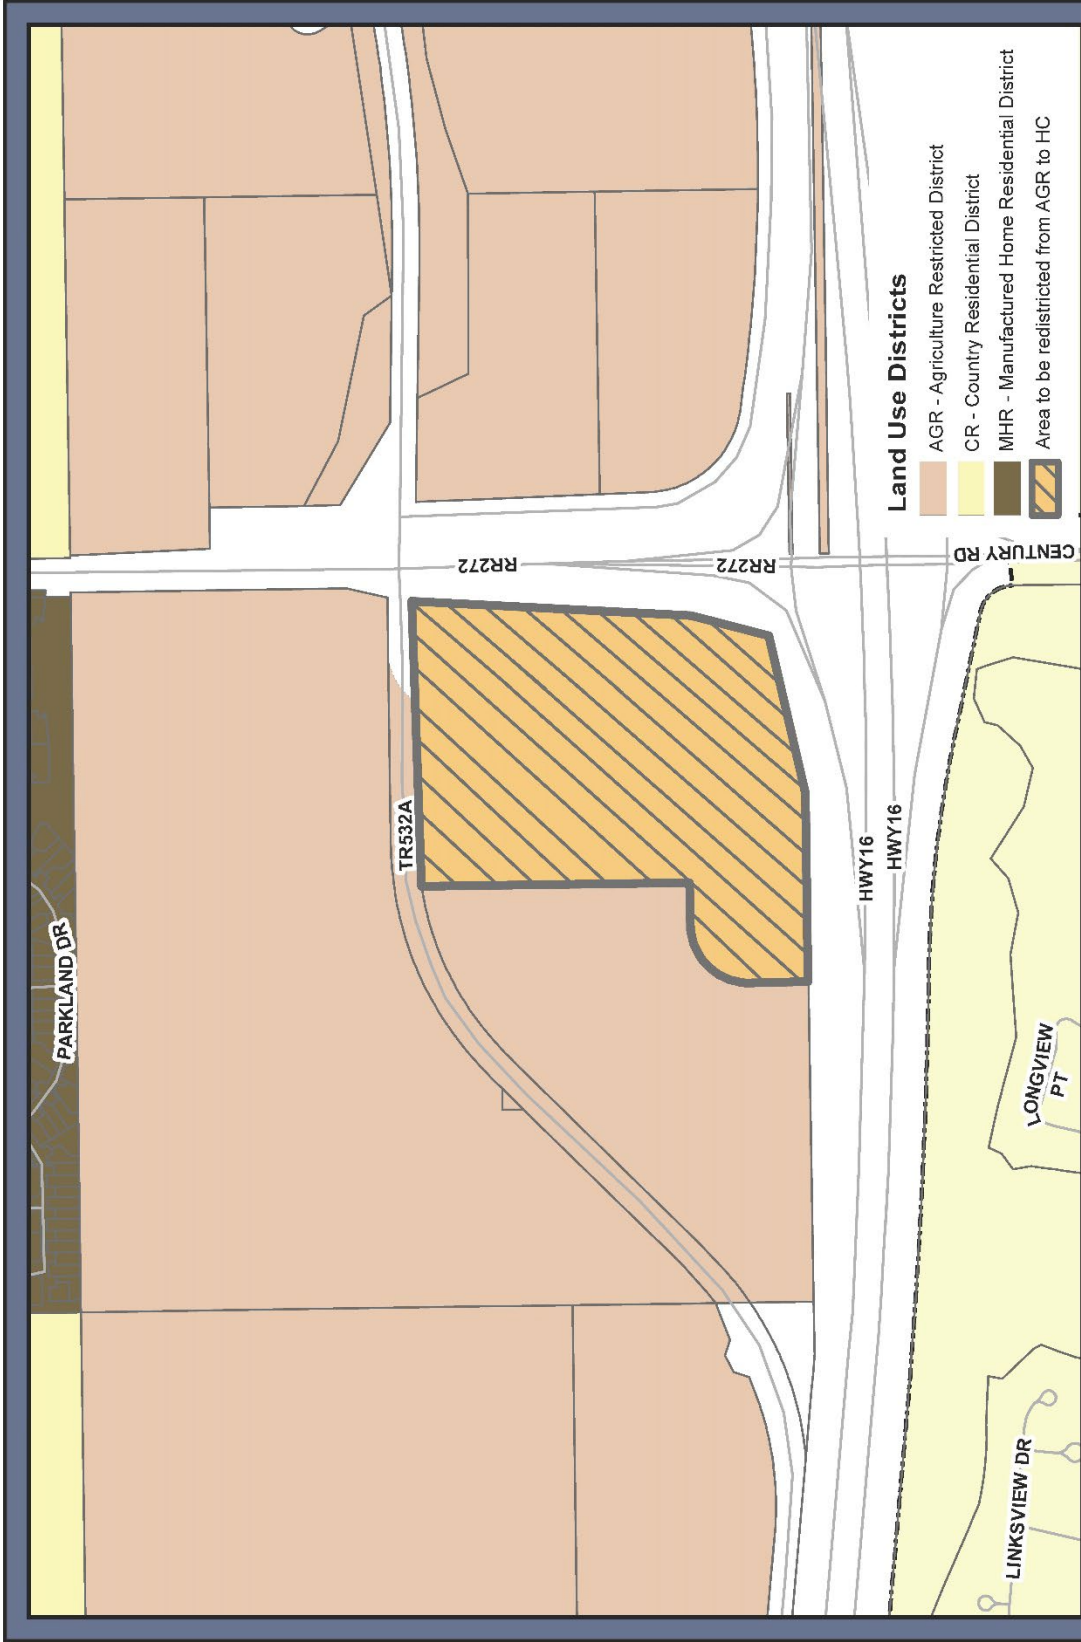 PARKLAND DR
TR532A
RR272
RR272
CENTURY RD
HWY16
HWY16
LONGVIEW
PT
LINKSVIEW DR
Land Use Districts
AGR - Agriculture Restricted District
CR - Country Residential District
MHR - Manufactured Home Residential District
Area to be redistricted from AGR to HC